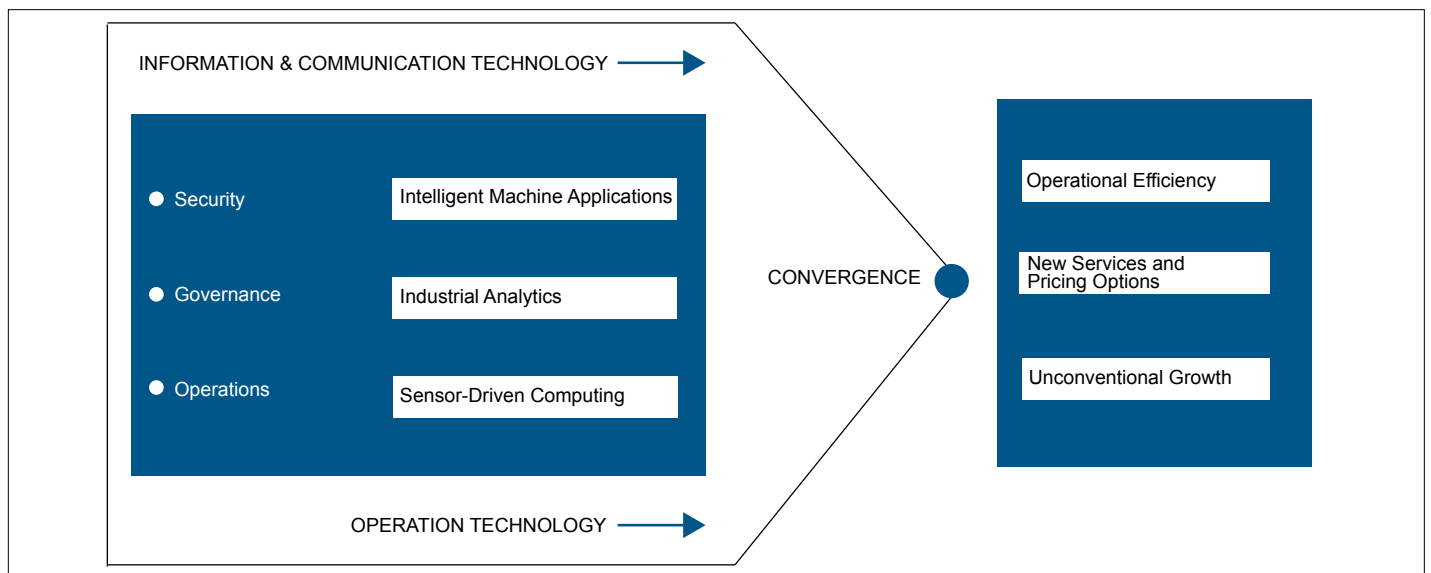 INFORMATION & COMMUNICATION TECHNOLOGY
Security
Intelligent Machine Applications
Governance
Industrial Analytics
Operations
Sensor-Driven Computing
OPERATION TECHNOLOGY
CONVERGENCE
Operational Efficiency
New Services and
Pricing Options
Unconventional Growth